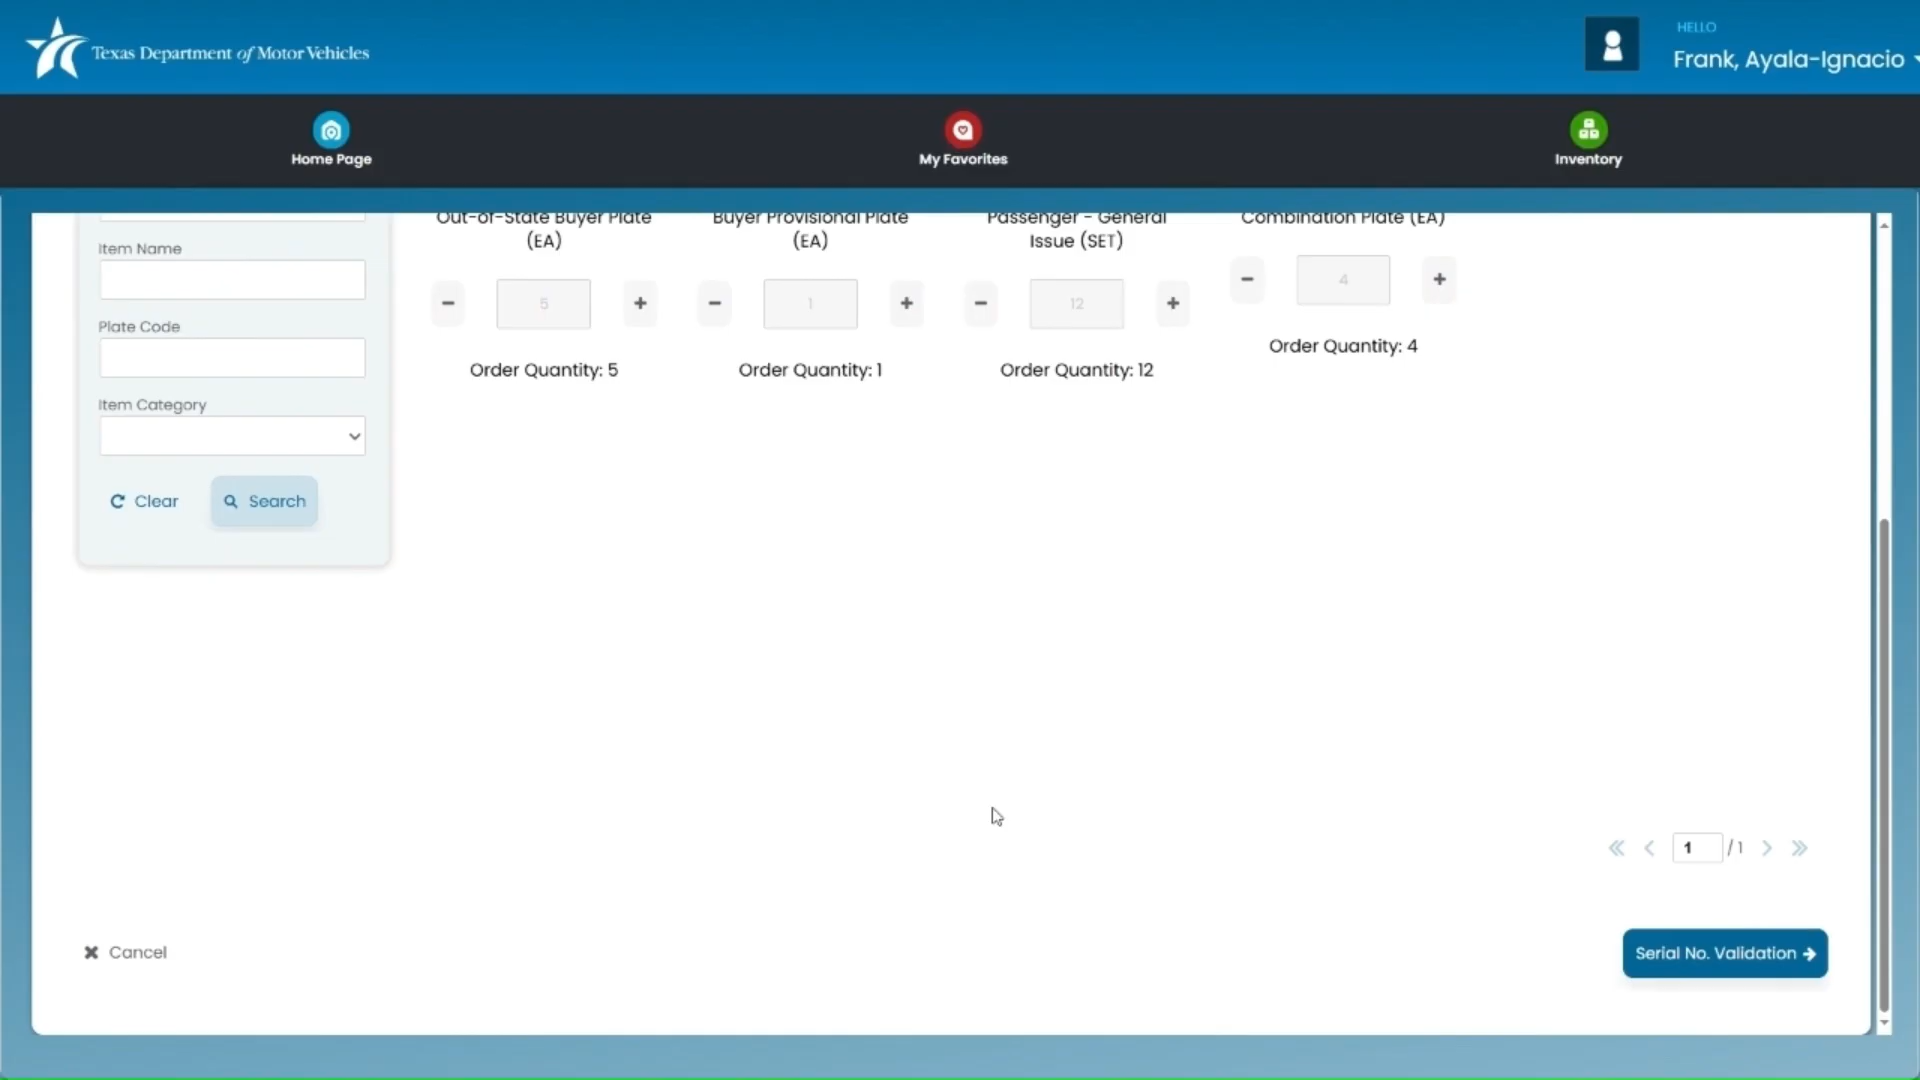 Texas Department of Motor Vehicles
HELLO
Frank, Ayala-Ignacio
Home Page
My Favorites
Inventory
Item Name
Plate Code
Item Category
Clear
Search
Out-of-State Buyer Plate
(EA)
5
Order Quantity: 5
Buyer Provisional Plate
(EA)
1
Order Quantity: 1
Passenger - General
Issue (SET)
12
Order Quantity: 12
Combination Plate (EA)
4
Order Quantity: 4
1 / 1
Cancel
Serial No. Validation